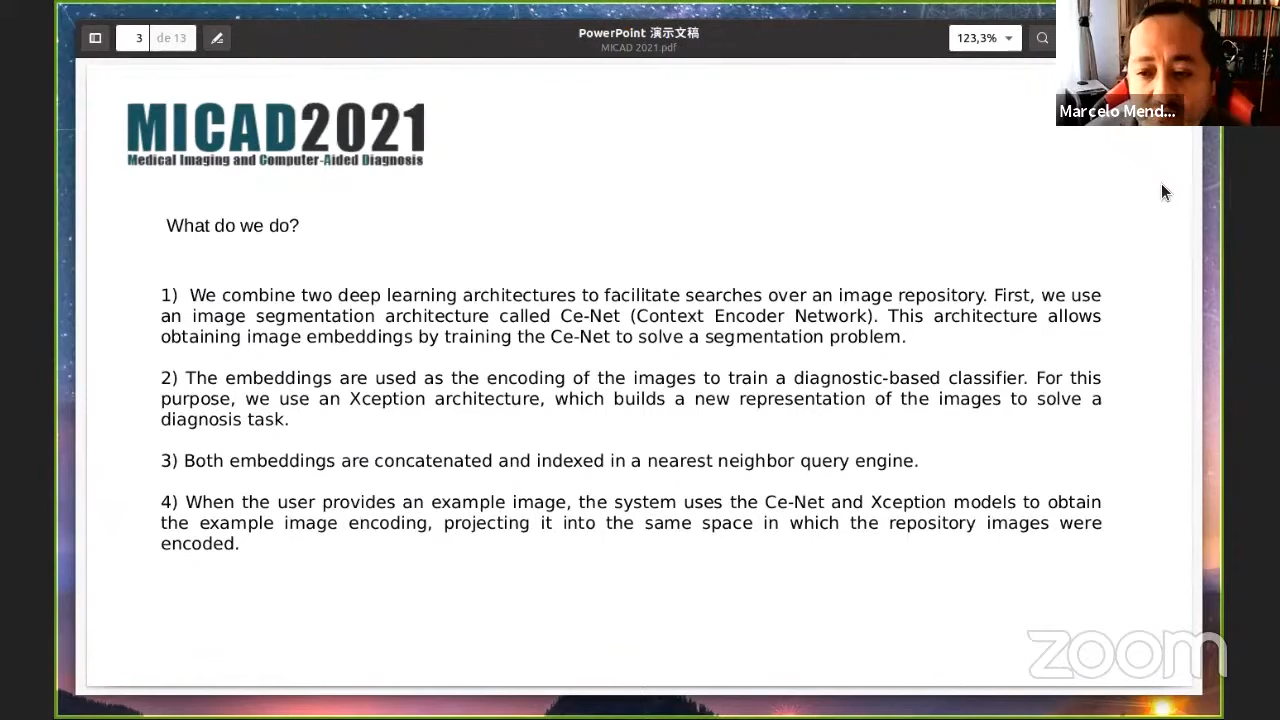 3 de 13
PowerPoint 演示文稿
MICAD 2021.pdf
123,3%
Marcelo Mend...
MICAD2021
Medical Imaging and Computer-Aided Diagnosis
What do we do?
1) We combine two deep learning architectures to facilitate searches over an image repository. First, we use
an image segmentation architecture called Ce-Net (Context Encoder Network). This architecture allows
obtaining image embeddings by training the Ce-Net to solve a segmentation problem.
2) The embeddings are used as the encoding of the images to train a diagnostic-based classifier. For this
purpose, we use an Xception architecture, which builds a new representation of the images to solve a
diagnosis task.
3) Both embeddings are concatenated and indexed in a nearest neighbor query engine.
4) When the user provides an example image, the system uses the Ce-Net and Xception models to obtain
the example image encoding, projecting it into the same space in which the repository images were
encoded.
zoom